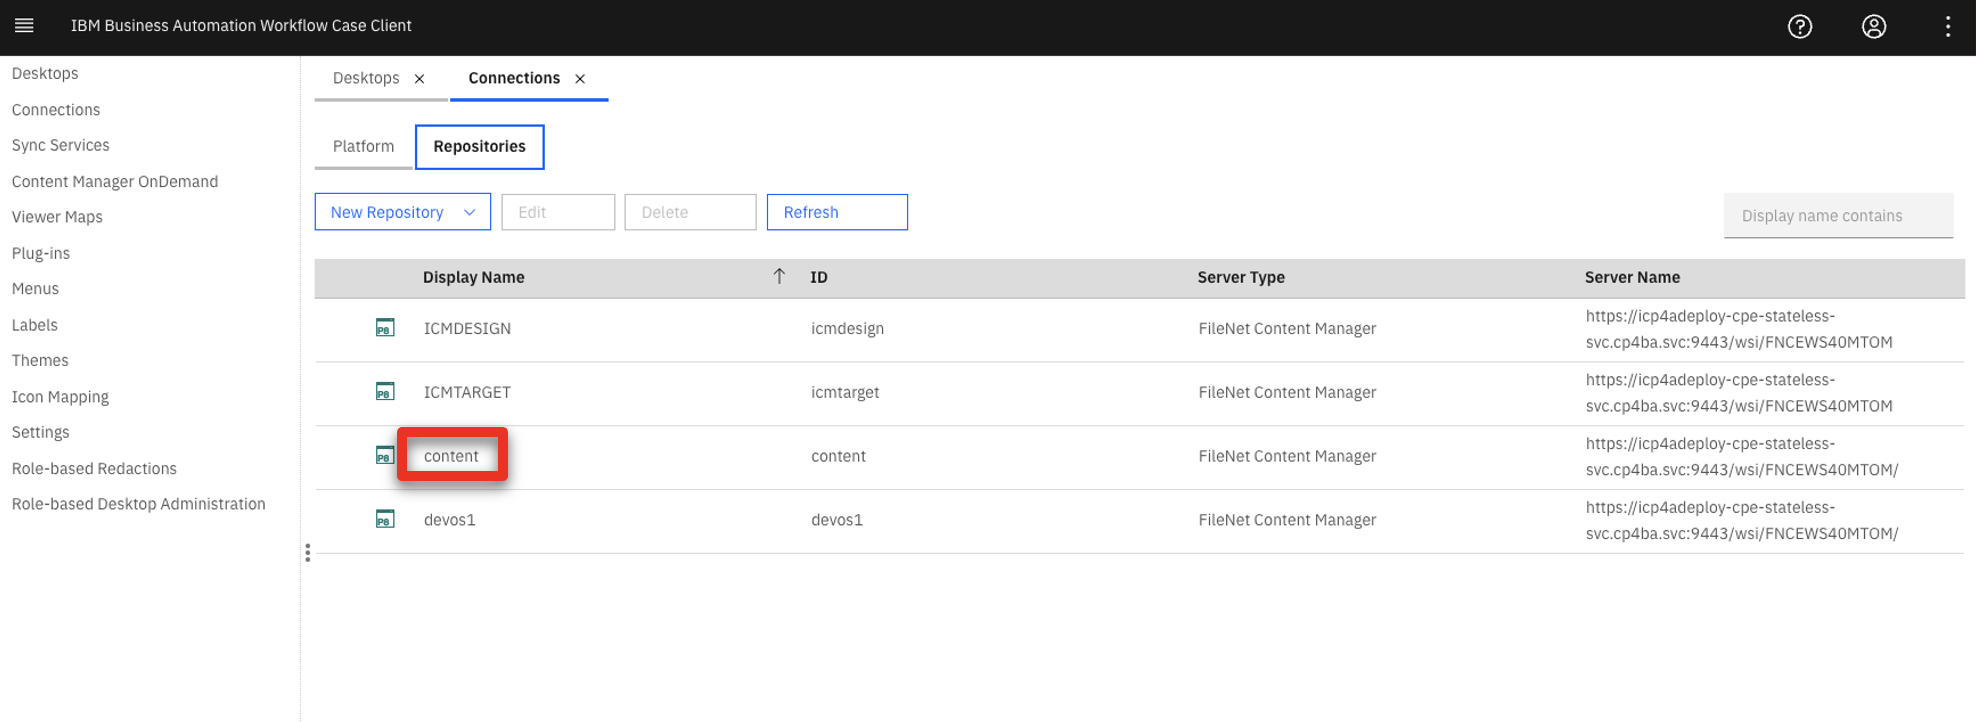 IBM Business Automation Workflow Case Client
Desktops
Connections
Sync Services
Content Manager OnDemand
Viewer Maps
Plug-ins
Menus
Labels
Themes
Icon Mapping
Settings
Role-based Redactions
Role-based Desktop Administration
Desktops
Connections
Platform
Repositories
New Repository
Edit
Delete
Refresh
Display name contains
Display Name ID Server Type Server Name
P8 ICMDESIGN icmdesign FileNet Content Manager https://icp4adeploy-cpe-stateless-
svc.cp4ba.svc:9443/wsi/FNCEWS40MTOM
P8 ICMTARGET icmtarget FileNet Content Manager https://icp4adeploy-cpe-stateless-
svc.cp4ba.svc:9443/wsi/FNCEWS40MTOM
P8 content content FileNet Content Manager https://icp4adeploy-cpe-stateless-
svc.cp4ba.svc:9443/wsi/FNCEWS40MTOM/
P8 devos1 devos1 FileNet Content Manager https://icp4adeploy-cpe-stateless-
svc.cp4ba.svc:9443/wsi/FNCEWS40MTOM/